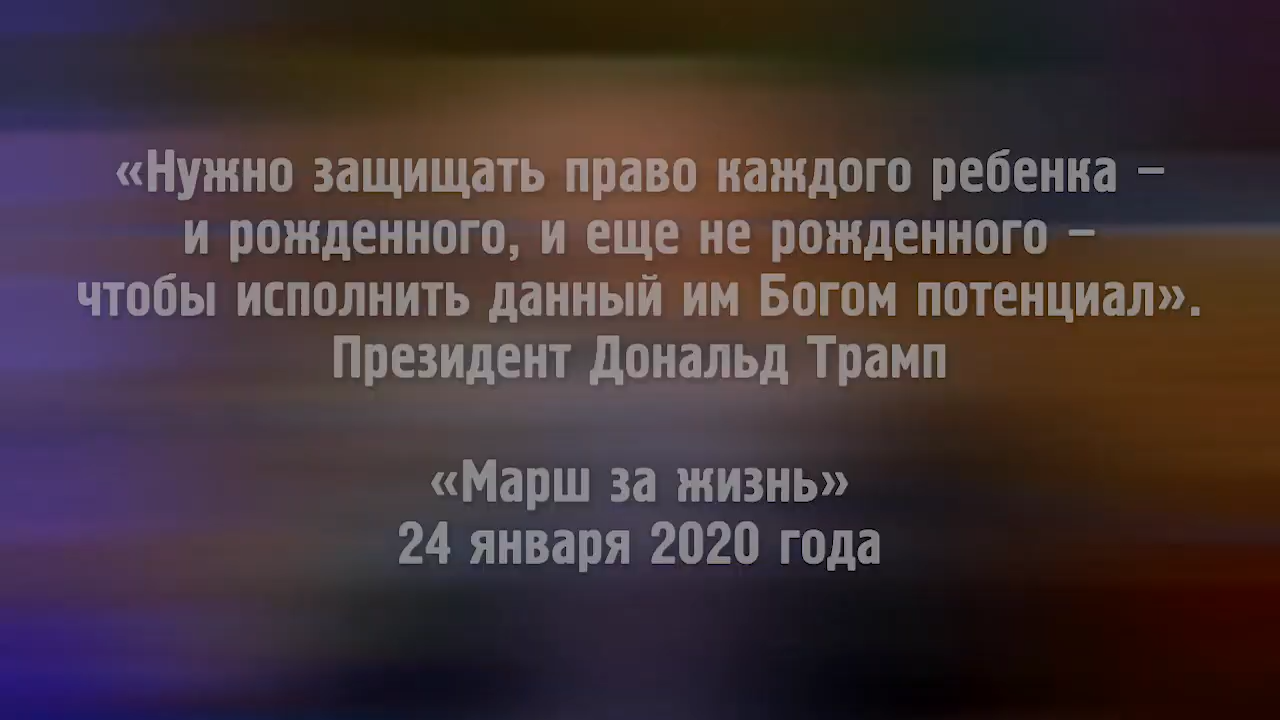 «Нужно защищать право каждого ребенка –
и рожденного, и еще не рожденного –
чтобы исполнить данный им Богом потенциал».
Президент Дональд Трамп
«Марш за жизнь»
24 января 2020 года